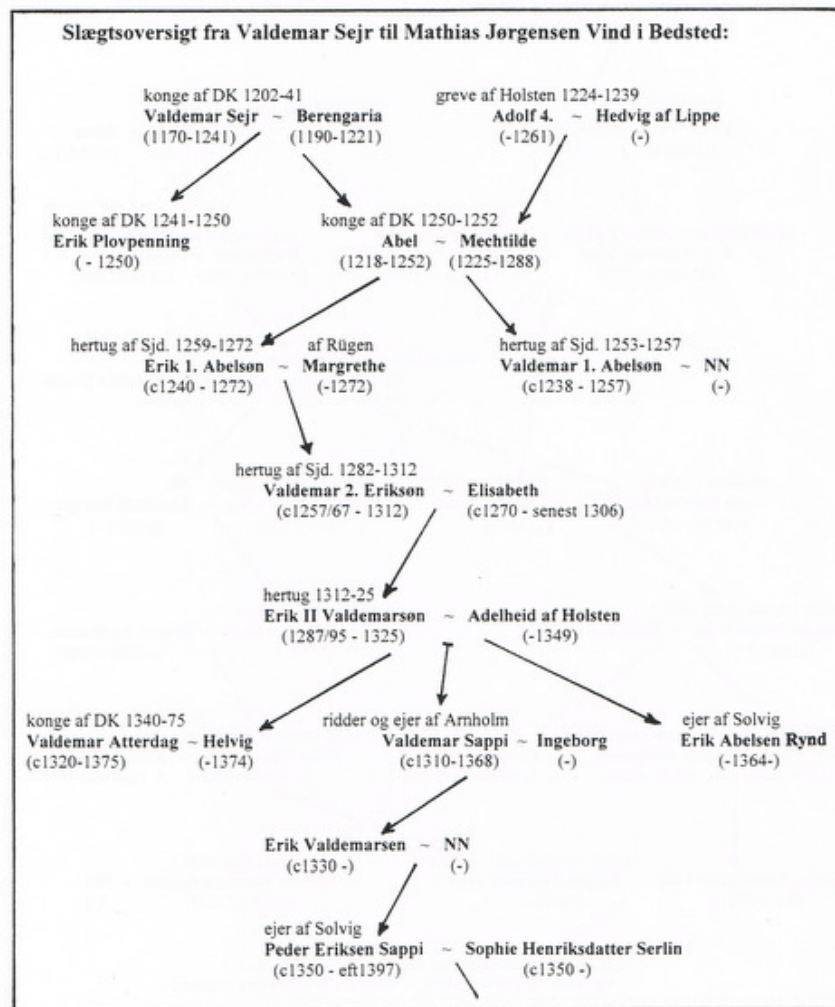 Slægtsoversigt fra Valdemar Sejr til Mathias Jørgensen Vind i Bedsted:
konge af DK 1202-41 greve af Holsten 1224-1239
Valdemar Sejr ~ Berengaria Adolf 4. ~ Hedvig af Lippe
(1170-1241) (1190-1221) (-1261) (-)
konge af DK 1241-1250 konge af DK 1250-1252
Erik Plovpenning Abel ~ Mechtilde
( - 1250) (1218-1252) (1225-1288)
hertug af Sjd. 1259-1272 af Rügen hertug af Sjd. 1253-1257
Erik 1. Abelsøn ~ Margrethe Valdemar 1. Abelsøn ~ NN
(c1240 - 1272) (-1272) (c1238 - 1257) (-)
hertug af Sjd. 1282-1312
Valdemar 2. Eriksøn ~ Elisabeth
(c1257/67 - 1312) (c1270 - senest 1306)
hertug 1312-25
Erik II Valdemarsøn ~ Adelheid af Holsten
(1287/95 - 1325) (-1349)
konge af DK 1340-75 ridder og ejer af Arnholm ejer af Solvig
Valdemar Atterdag ~ Helvig Valdemar Sappi ~ Ingeborg Erik Abelsen Rynd
(c1320-1375) (-1374) (c1310-1368) (-) (-1364-)
Erik Valdemarsen ~ NN
(c1330 -) (-)
ejer af Solvig
Peder Eriksen Sappi ~ Sophie Henriksdatter Serlin
(c1350 - eft1397) (c1350 -)